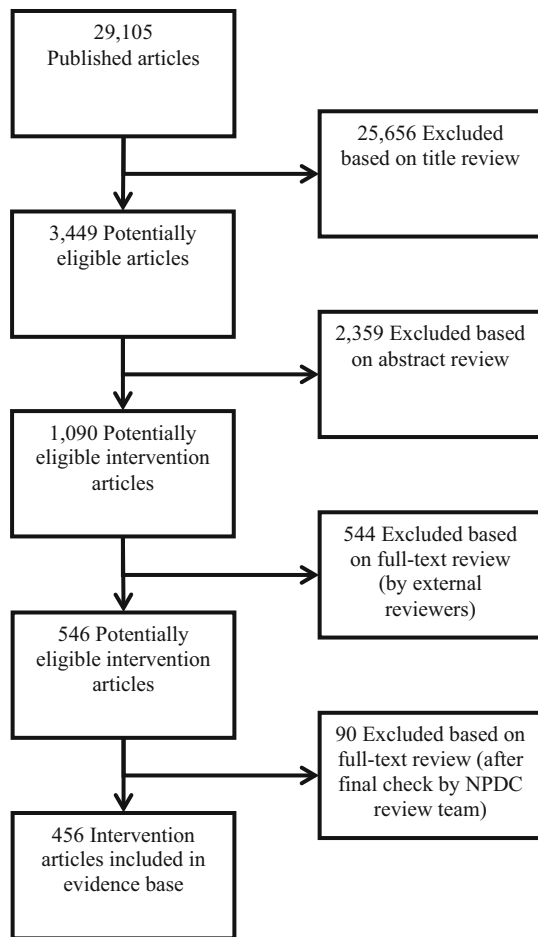 29,105
Published articles
25,656 Excluded
based on title review
3,449 Potentially
eligible articles
2,359 Excluded based
on abstract review
1,090 Potentially
eligible intervention
articles
544 Excluded based
on full-text review
(by external
reviewers)
546 Potentially
eligible intervention
articles
90 Excluded based on
full-text review (after
final check by NPDC
review team)
456 Intervention
articles included in
evidence base